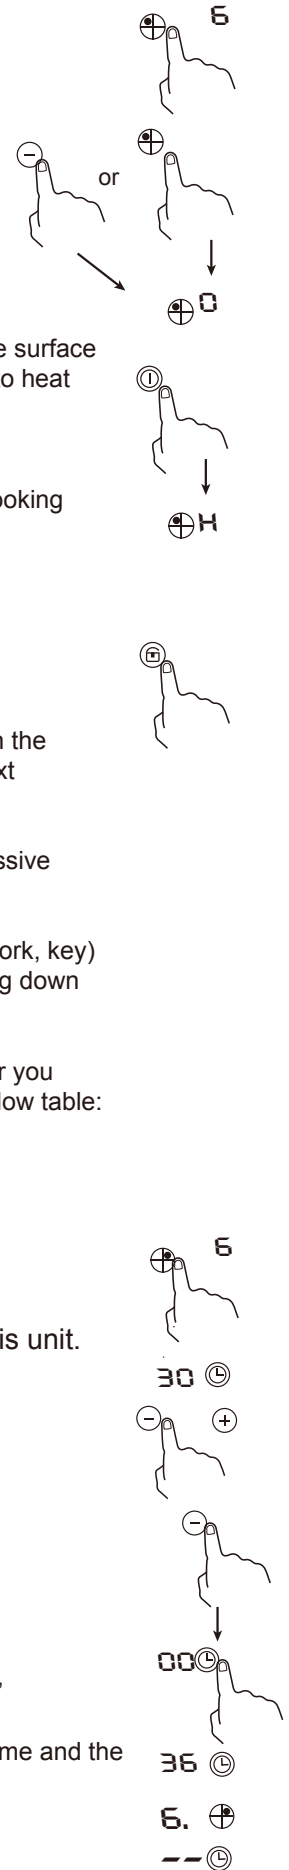 6
or
0
e surface
o heat
ooking
H
n the
xt
ssive
ork, key)
g down
r you
low table:
6
is unit.
30
00
,
me and the
36
6.
--